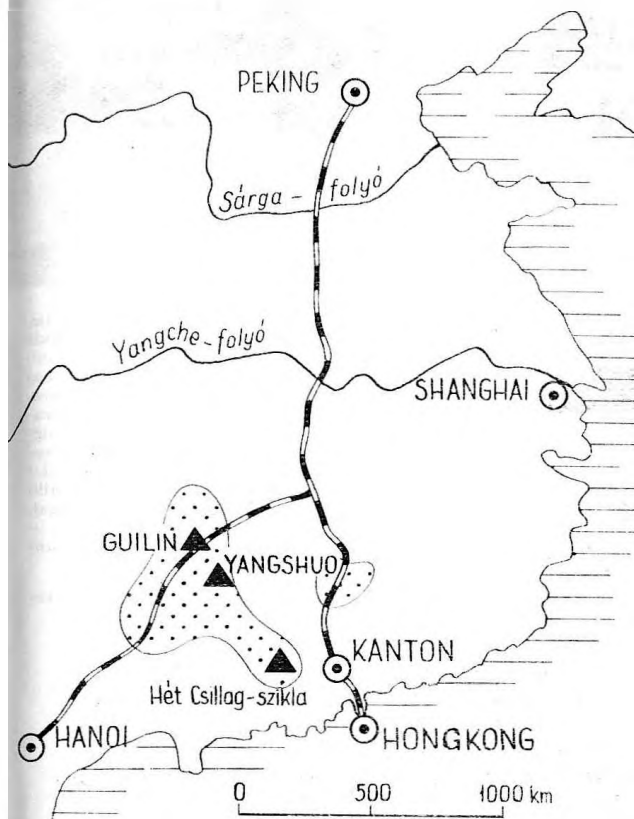 PEKING
Sárga - folyó
Yangche-folyó
SHANGHAI
GUILIN
YANGSHUO
KANTON
Hét Csillag-szikla
HANOI
HONGKONG
0 500 1000 km